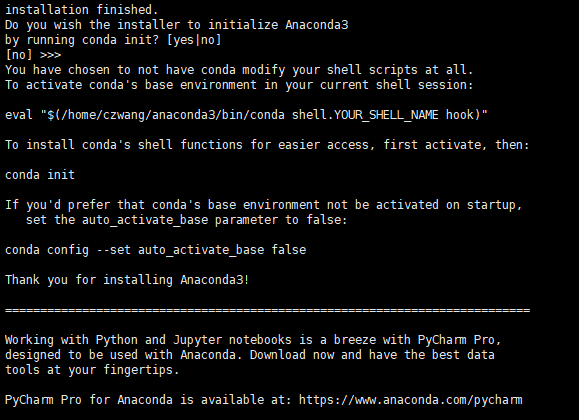 installation finished.
Do you wish the installer to initialize Anaconda3
by running conda init? [yes|no]
[no] >>>
You have chosen to not have conda modify your shell scripts at all.
To activate conda's base environment in your current shell session:
eval "$(/home/czwang/anaconda3/bin/conda shell.YOUR_SHELL_NAME hook)"
To install conda's shell functions for easier access, first activate, then:
conda init
If you'd prefer that conda's base environment not be activated on startup,
set the auto_activate_base parameter to false:
conda config --set auto_activate_base false
Thank you for installing Anaconda3!
===========================================================================
Working with Python and Jupyter notebooks is a breeze with PyCharm Pro,
designed to be used with Anaconda. Download now and have the best data
tools at your fingertips.
PyCharm Pro for Anaconda is available at: https://www.anaconda.com/pycharm